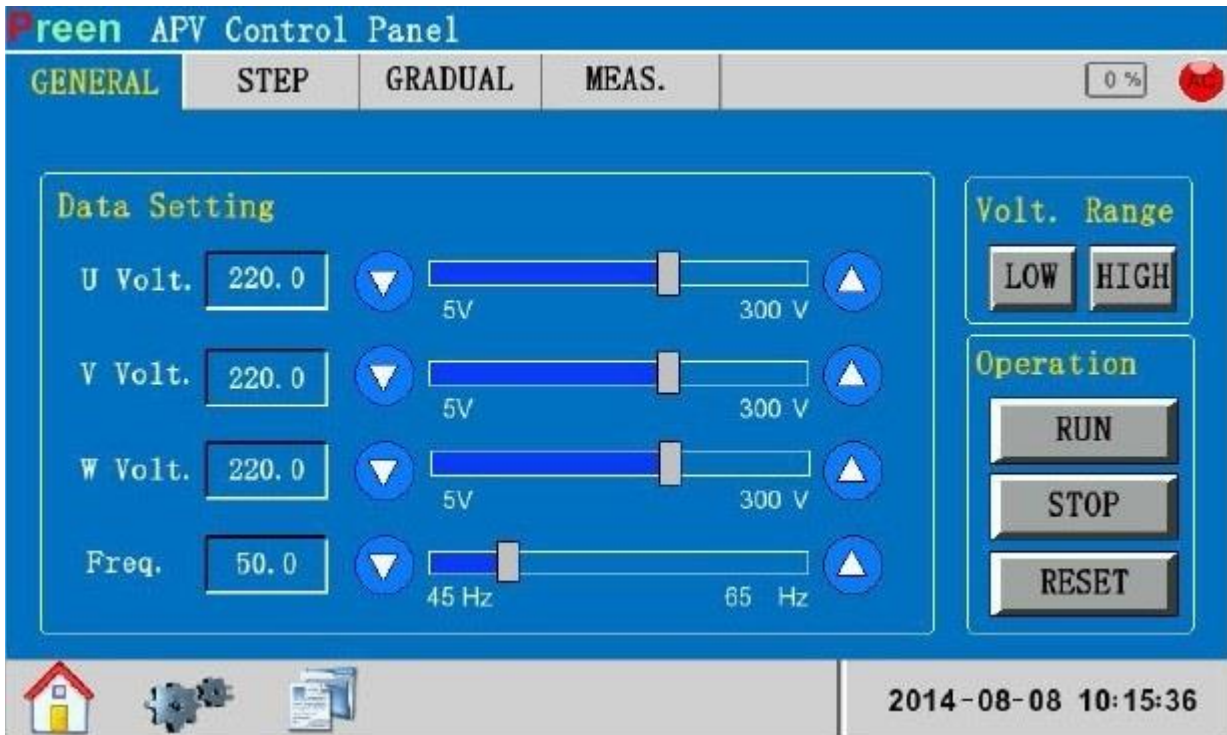 Preen APV Control Panel
GENERAL STEP GRADUAL MEAS. 0 % AC
Data Setting
U Volt. 220.0
5V 300 V
V Volt. 220.0
5V 300 V
W Volt. 220.0
5V 300 V
Freq. 50.0
45 Hz 65 Hz
Volt. Range
LOW HIGH
Operation
RUN
STOP
RESET
2014-08-08 10:15:36